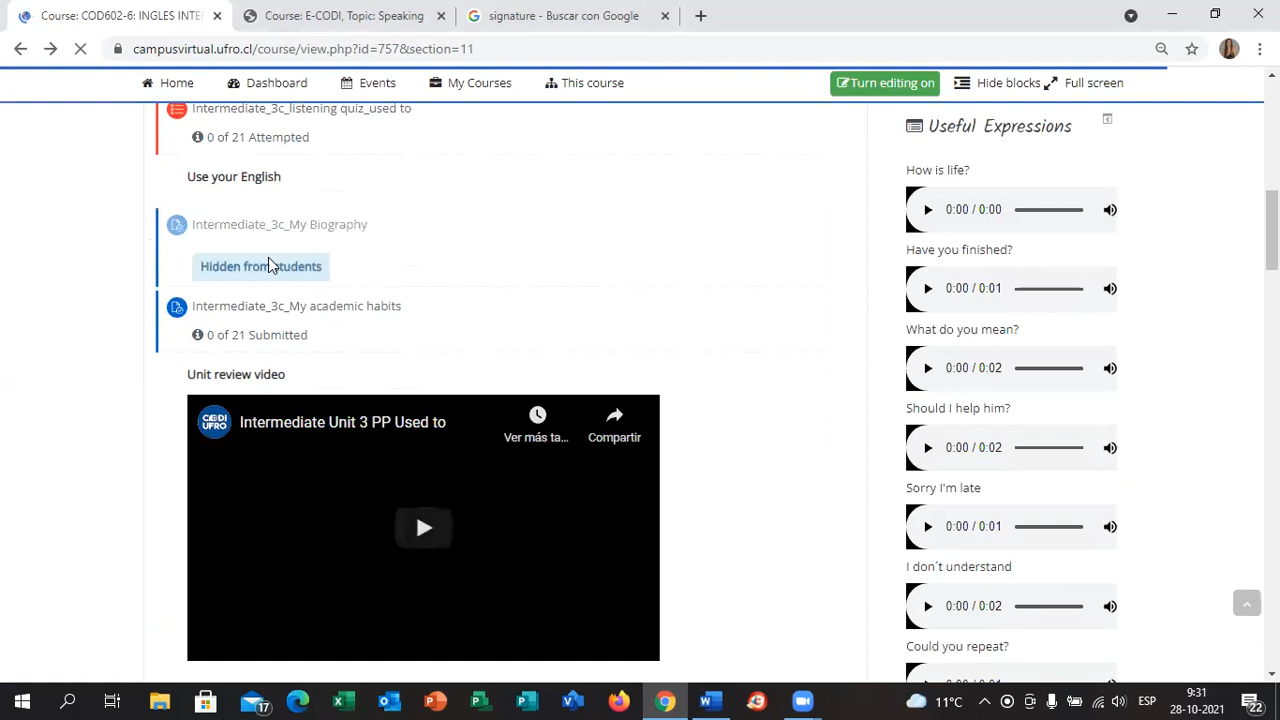 Course: COD602-6: INGLES INTE
Course: E-CODI, Topic: Speaking
signature - Buscar con Google
campusvirtual.ufro.cl/course/view.php?id=757&section=11
Home
Dashboard
Events
My Courses
This course
Turn editing on
Hide blocks
Full screen
Intermediate_3c_listening quiz_used to
0 of 21 Attempted
Use your English
Intermediate_3c_My Biography
Hidden from students
Intermediate_3c_My academic habits
0 of 21 Submitted
Unit review video
CODI UFRO
Intermediate Unit 3 PP Used to
Ver más ta...
Compartir
Useful Expressions
How is life?
0:00 / 0:00
Have you finished?
0:00 / 0:01
What do you mean?
0:00 / 0:02
Should I help him?
0:00 / 0:02
Sorry I'm late
0:00 / 0:01
I don´t understand
0:00 / 0:02
Could you repeat?
17
11°C
ESP
9:31
28-10-2021
22